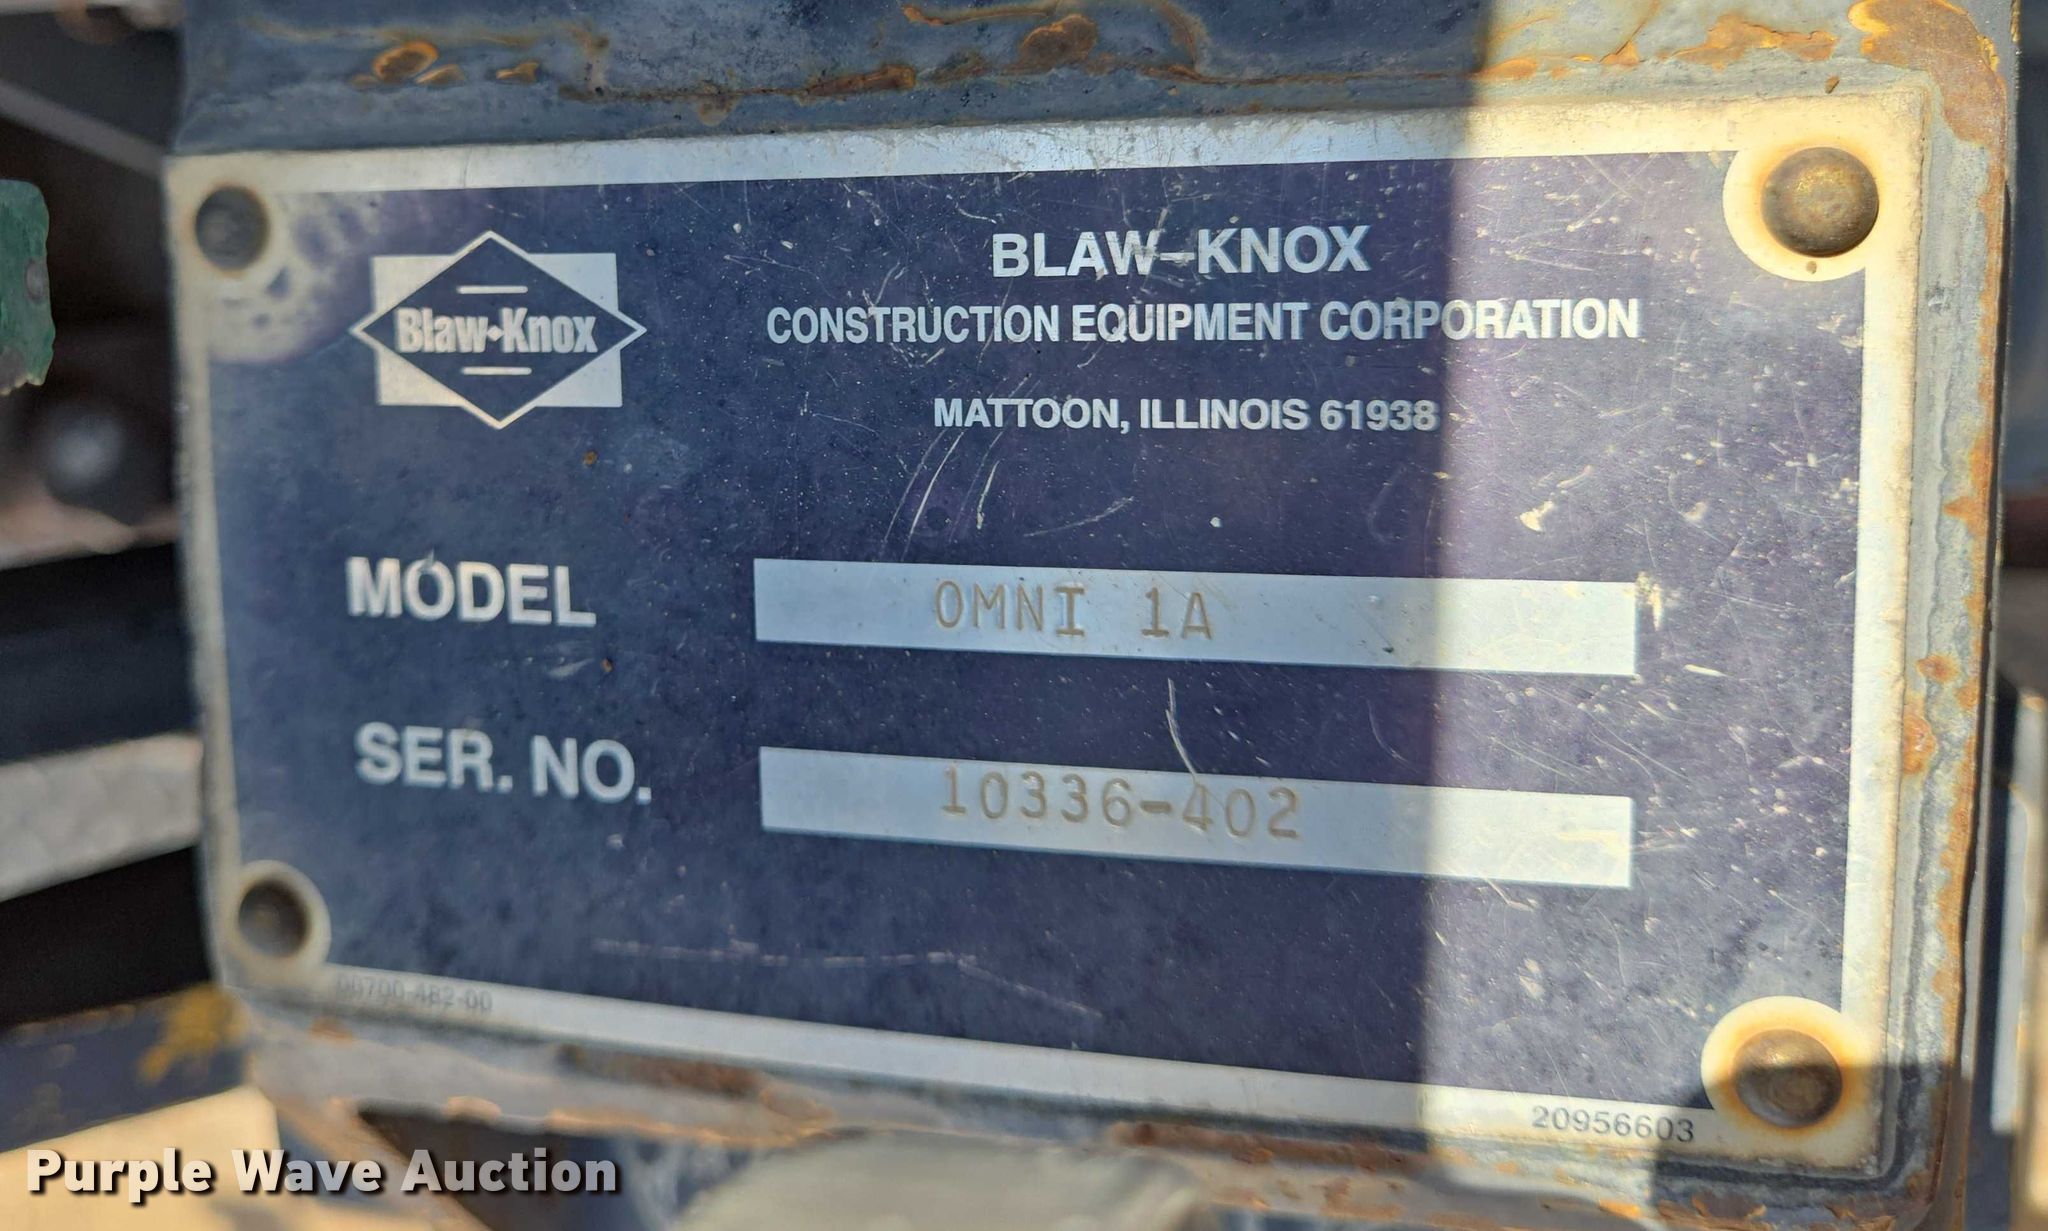 Blaw-Knox
BLAW-KNOX
CONSTRUCTION EQUIPMENT CORPORATION
MATTOON, ILLINOIS 61938
MODEL OMNI 1A
SER. NO. 10336-402
20956603
Purple Wave Auction